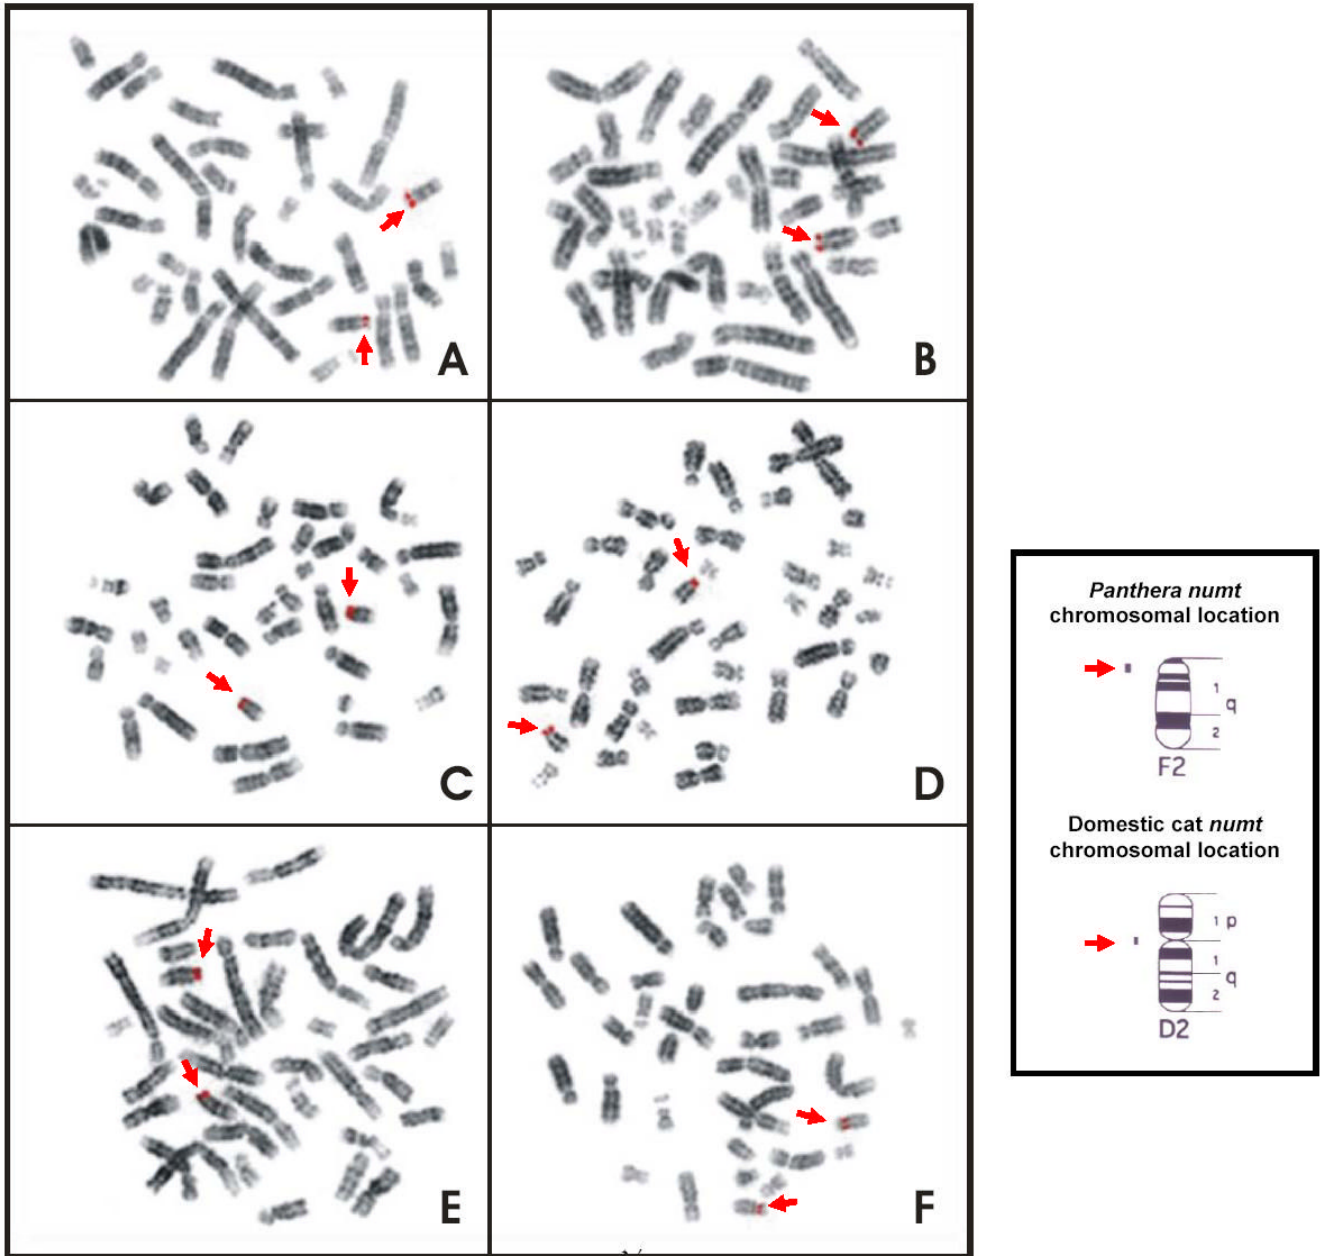 A
B
C
D
E
F
Panthera numt
chromosomal location
1
q
2
F2
Domestic cat numt
chromosomal location
1 p
1
q
2
D2